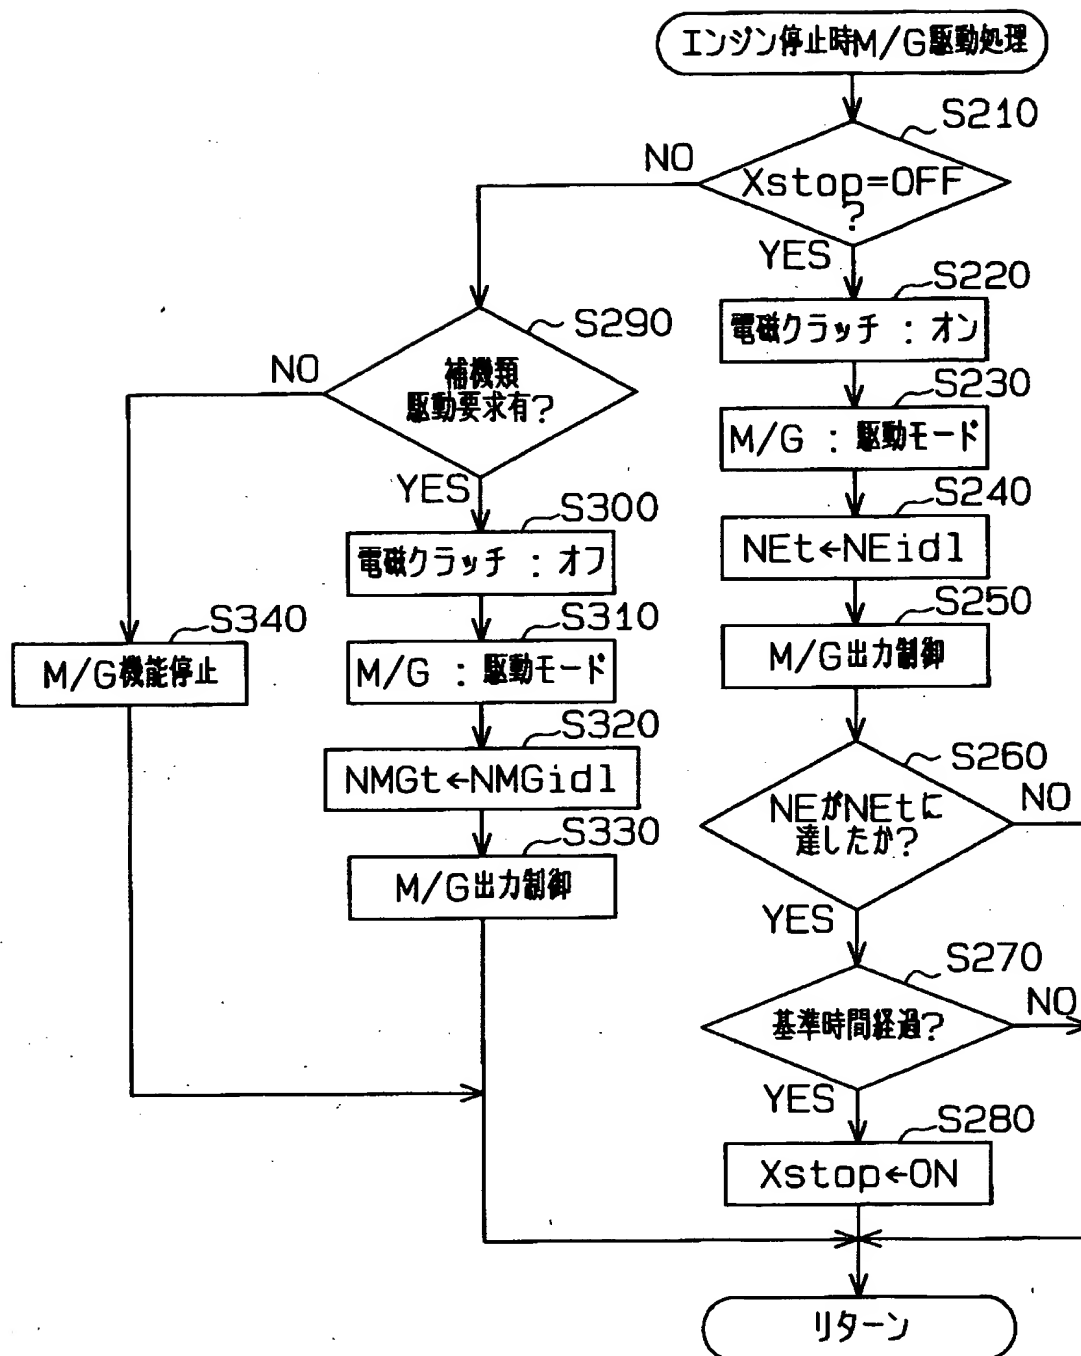 エンジン停止時M/G駆動処理
S210
Xstop=OFF
?
NO
YES
S220
電磁クラッチ : オン
S230
M/G : 駆動モード
S240
NEt←NEidl
S250
M/G出力制御
S260
NEがNEtに
達したか?
NO
YES
S270
基準時間経過?
NO
YES
S280
Xstop←ON
S290
補機類
駆動要求有?
NO
YES
S300
電磁クラッチ : オフ
S310
M/G : 駆動モード
S320
NMGt←NMGidl
S330
M/G出力制御
S340
M/G機能停止
リターン